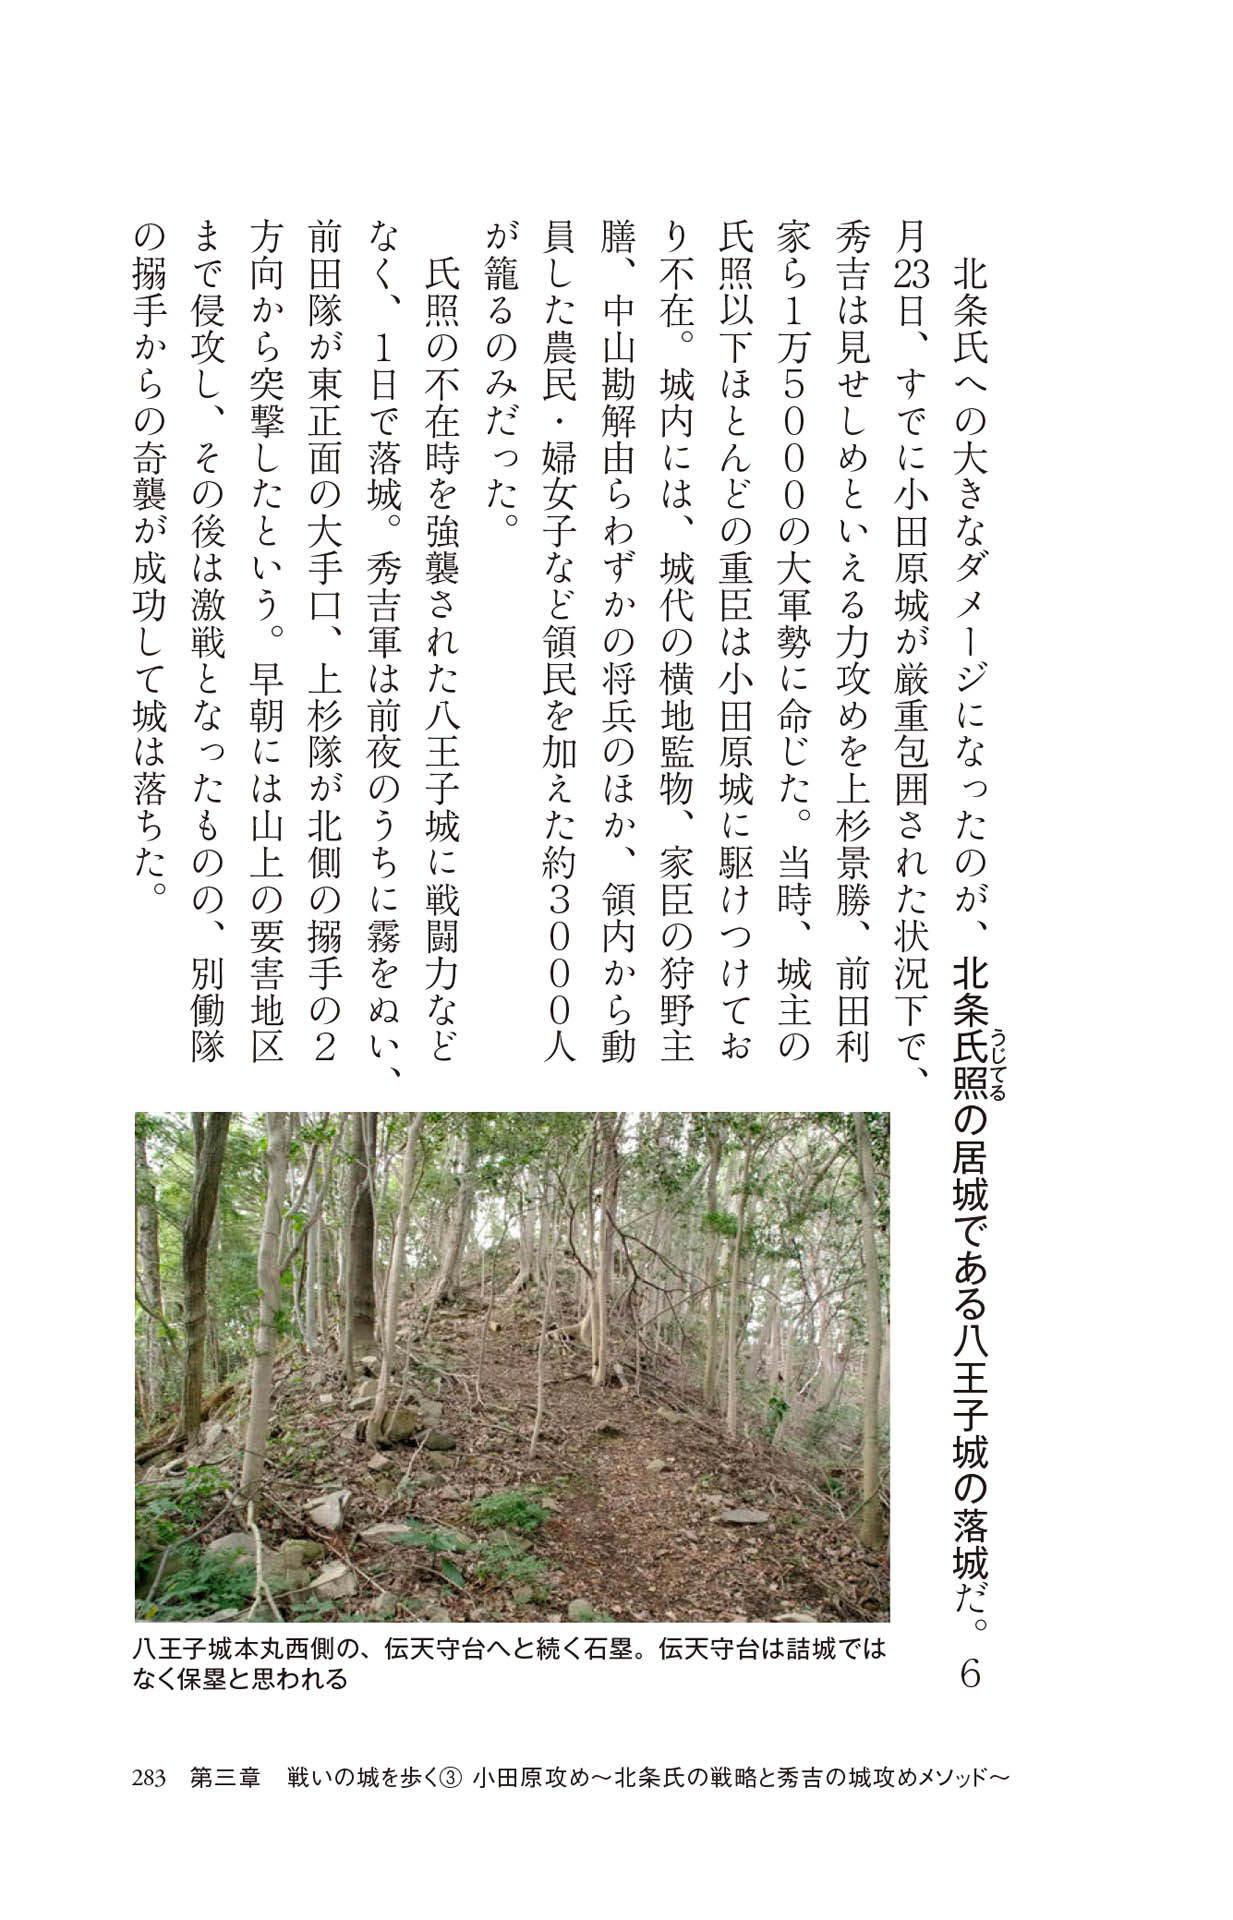 北条氏への大きなダメージになったのが、北条氏照の居城である八王子城の落城だ。6
うじてる
月23日、すでに小田原城が厳重包囲された状況下で、
秀吉は見せしめといえる力攻めを上杉景勝、前田利
家ら1万5000の大軍勢に命じた。当時、城主の
氏照以下ほとんどの重臣は小田原城に駆けつけてお
り不在。城内には、城代の横地監物、家臣の狩野主
膳、中山勘解由らわずかの将兵のほか、領内から動
員した農民・婦女子など領民を加えた約3000人
が籠るのみだった。
氏照の不在時を強襲された八王子城に戦闘力など
なく、1日で落城。秀吉軍は前夜のうちに霧をぬい、
前田隊が東正面の大手口、上杉隊が北側の搦手の2
方向から突撃したという。早朝には山上の要害地区
まで侵攻し、その後は激戦となったものの、別働隊
の搦手からの奇襲が成功して城は落ちた。
八王子城本丸西側の、伝天守台へと続く石塁。伝天守台は詰城では
なく保塁と思われる
283 第三章 戦いの城を歩く③ 小田原攻め〜北条氏の戦略と秀吉の城攻めメソッド〜